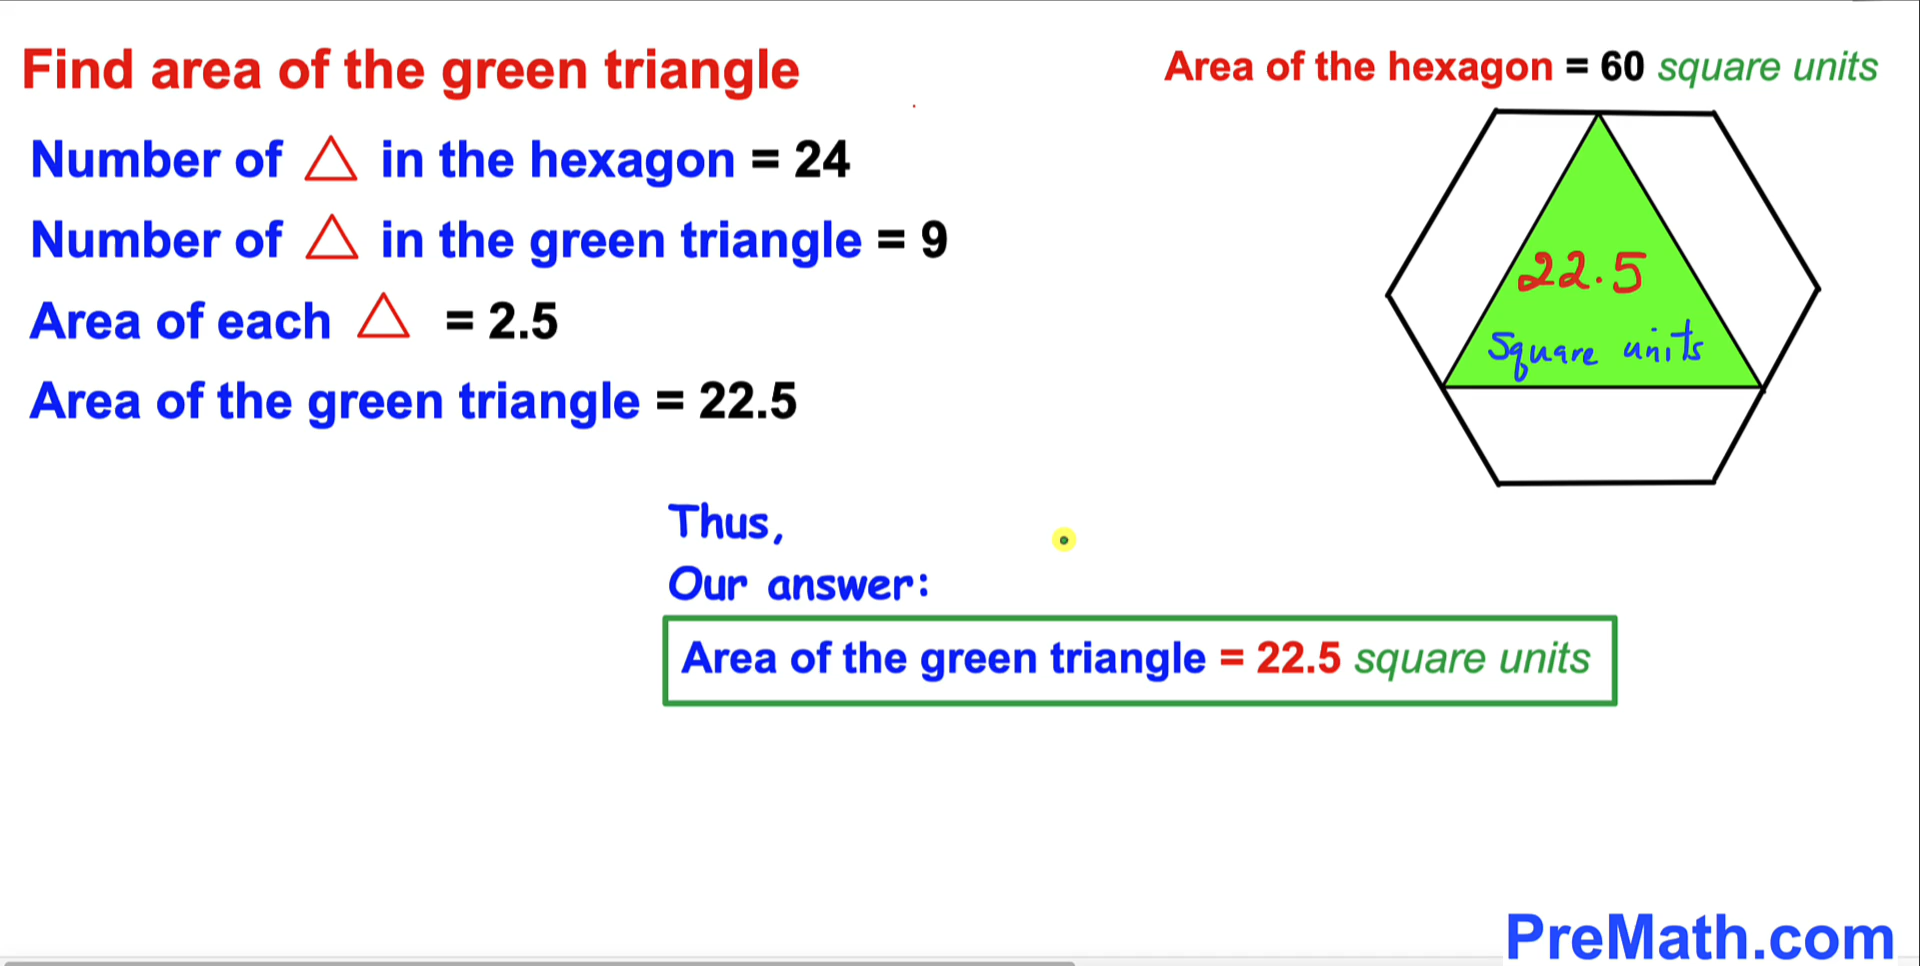 Find area of the green triangle
Area of the hexagon = 60 square units
Number of △ in the hexagon = 24
Number of △ in the green triangle = 9
Area of each △ = 2.5
Area of the green triangle = 22.5
22.5
Square units
Thus,
Our answer:
Area of the green triangle = 22.5 square units
PreMath.com